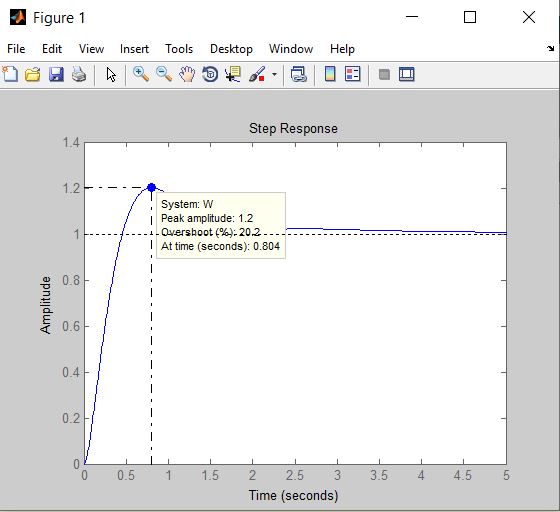 Figure 1
File Edit View Insert Tools Desktop Window Help
Step Response
1.4
1.2
1
0.8
0.6
0.4
0.2
0
Amplitude
System: W
Peak amplitude: 1.2
Overshoot (%): 20.2
At time (seconds): 0.804
0 0.5 1 1.5 2 2.5 3 3.5 4 4.5 5
Time (seconds)